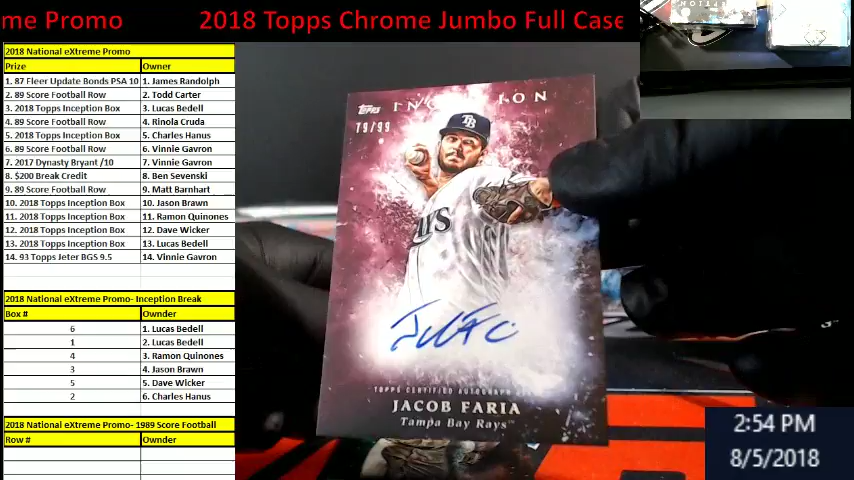 me Promo 2018 Topps Chrome Jumbo Full Case
2018 National eXtreme Promo
Prize Owner
1. 87 Fleer Update Bonds PSA 10 1. James Randolph
2. 89 Score Football Row 2. Todd Carter
3. 2018 Topps Inception Box 3. Lucas Bedell
4. 89 Score Football Row 4. Rinola Cruda
5. 2018 Topps Inception Box 5. Charles Hanus
6. 89 Score Football Row 6. Vinnie Gavron
7. 2017 Dynasty Bryant /10 7. Vinnie Gavron
8. $200 Break Credit 8. Ben Sevenski
9. 89 Score Football Row 9. Matt Barnhart
10. 2018 Topps Inception Box 10. Jason Brawn
11. 2018 Topps Inception Box 11. Ramon Quinones
12. 2018 Topps Inception Box 12. Dave Wicker
13. 2018 Topps Inception Box 13. Lucas Bedell
14. 93 Topps Jeter BGS 9.5 14. Vinnie Gavron
2018 National eXtreme Promo- Inception Break
Box # Ownder
6 1. Lucas Bedell
1 2. Lucas Bedell
4 3. Ramon Quinones
3 4. Jason Brawn
5 5. Dave Wicker
2 6. Charles Hanus
2018 National eXtreme Promo- 1989 Score Football
Row # Ownder
Topps INCEPTION
79/99
TB
TOPPS CERTIFIED AUTOGRAPH
JACOB FARIA
Tampa Bay Rays
2:54 PM
8/5/2018